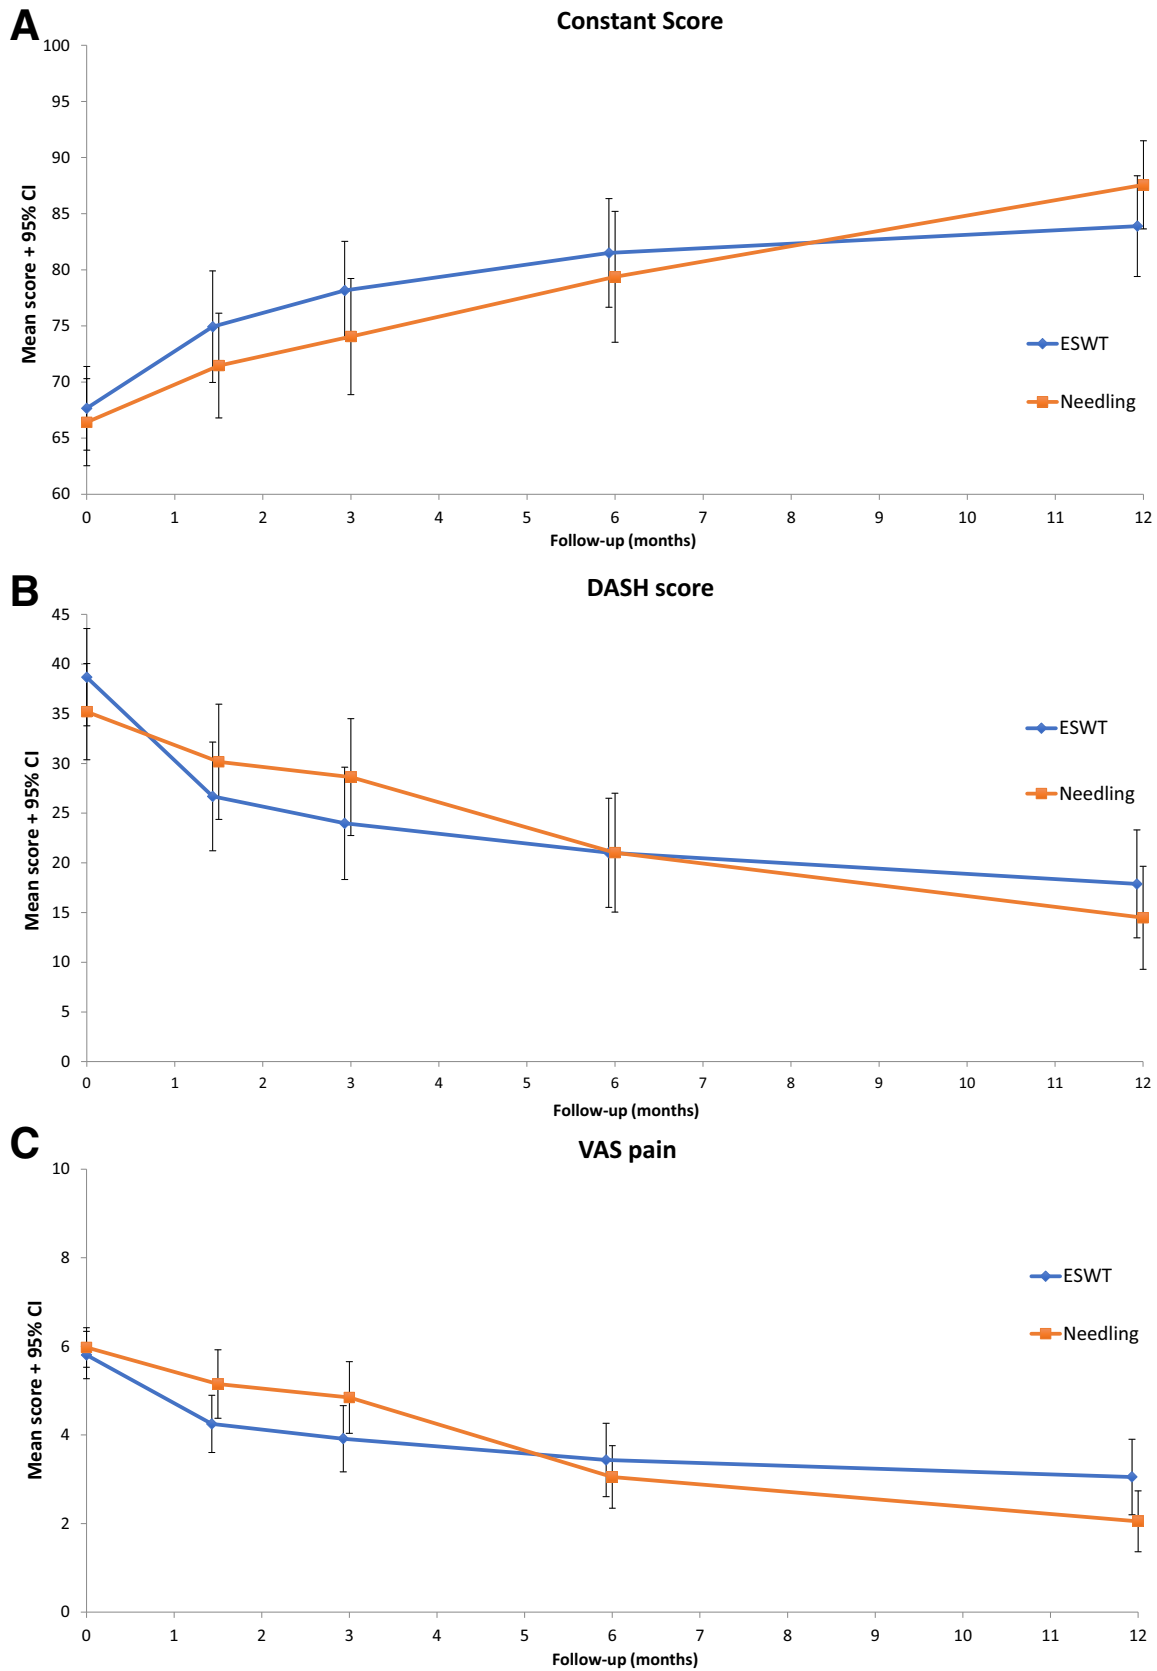 A
Constant Score
100
95
90
85
80
75
70
65
60
Mean score + 95% CI
ESWT
Needling
0 1 2 3 4 5 6 7 8 9 10 11 12
Follow-up (months)
B
DASH score
45
40
35
30
25
20
15
10
5
0
Mean score + 95% CI
ESWT
Needling
0 1 2 3 4 5 6 7 8 9 10 11 12
Follow-up (months)
C
VAS pain
10
8
6
4
2
0
Mean score + 95% CI
ESWT
Needling
0 1 2 3 4 5 6 7 8 9 10 11 12
Follow-up (months)